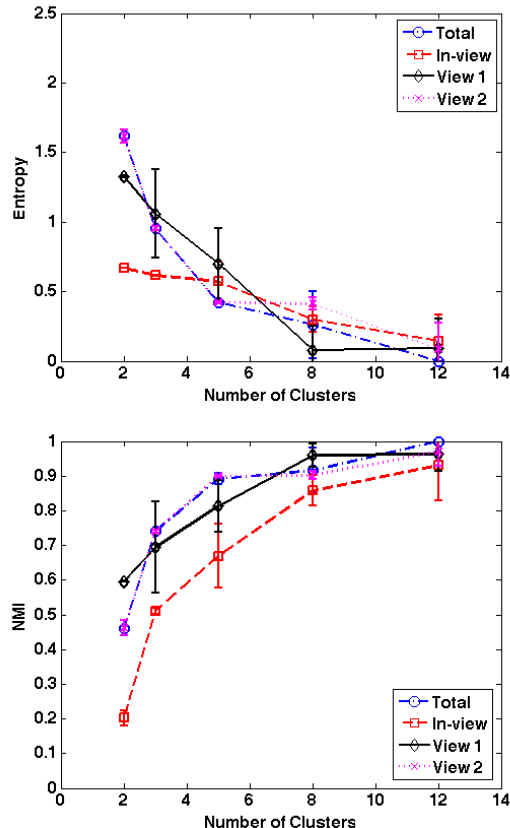 2.5
2
1.5
1
0.5
0
Entropy
Total
In-view
View 1
View 2
0 2 4 6 8 10 12 14
Number of Clusters
1
0.9
0.8
0.7
0.6
0.5
0.4
0.3
0.2
0.1
0
NMI
Total
In-view
View 1
View 2
0 2 4 6 8 10 12 14
Number of Clusters